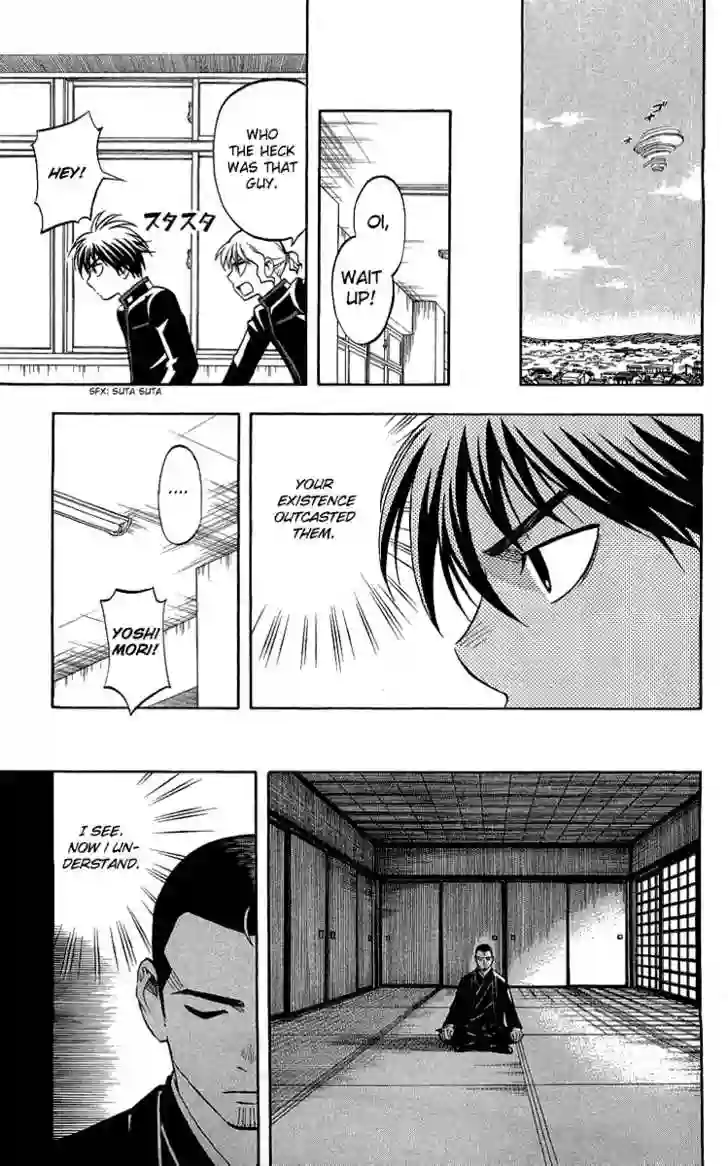 ブ
OI,
WAIT
UP!
WHO
THE HECK
WAS THAT
GUY.
HEY!
スタスタ
SFX: SUTA SUTA
YOUR
EXISTENCE
OUTCASTED
THEM.
....
YOSHI
MORI!
I SEE.
NOW I UN-
DERSTAND.